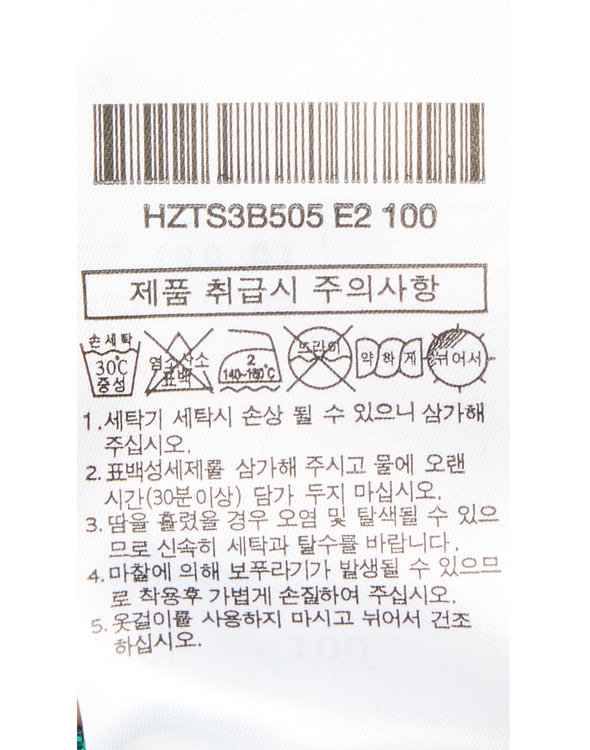 HZTS3B505 E2 100
제품 취급시 주의사항
손세탁
30℃
중성
염소산소
표백
2
140~160℃
드라이
약하게
뉘어서
1. 세탁기 세탁시 손상 될 수 있으니 삼가해
주십시오.
2. 표백성세제를 삼가해 주시고 물에 오랜
시간(30분이상) 담가 두지 마십시오.
3. 땀을 흘렸을 경우 오염 및 탈색될 수 있으
므로 신속히 세탁과 탈수를 바랍니다.
4. 마찰에 의해 보푸라기가 발생될 수 있으므
로 착용후 가볍게 손질하여 주십시오.
5. 옷걸이를 사용하지 마시고 뉘어서 건조
하십시오.